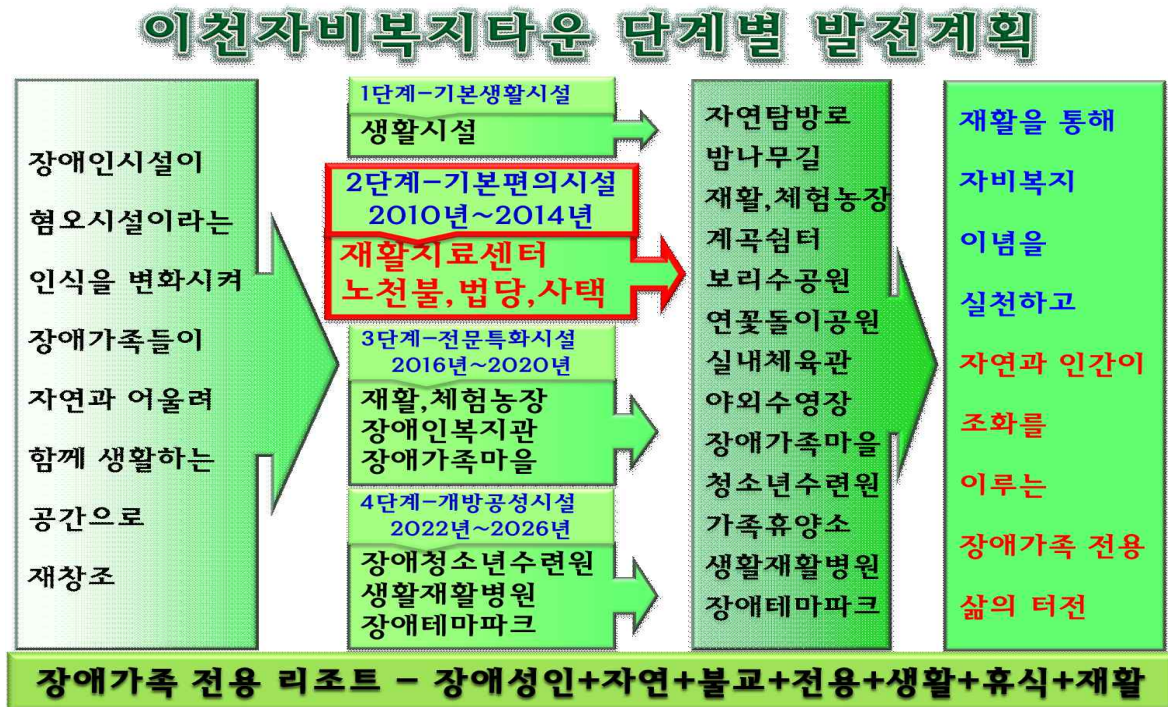 이천자비복지타운 단계별 발전계획
장애인시설이
혐오시설이라는
인식을 변화시켜
장애가족들이
자연과 어울려
함께 생활하는
공간으로
재창조
1단계-기본생활시설
생활시설
2단계-기본편의시설
2010년~2014년
재활치료센터
노천불,법당,사택
3단계-전문특화시설
2016년~2020년
재활,체험농장
장애인복지관
장애가족마을
4단계-개방공성시설
2022년~2026년
장애청소년수련원
생활재활병원
장애테마파크
자연탐방로
밤나무길
재활,체험농장
계곡쉼터
보리수공원
연꽃돌이공원
실내체육관
야외수영장
장애가족마을
청소년수련원
가족휴양소
생활재활병원
장애테마파크
재활을 통해
자비복지
이념을
실천하고
자연과 인간이
조화를
이루는
장애가족 전용
삶의 터전
장애가족 전용 리조트 - 장애성인+자연+불교+전용+생활+휴식+재활